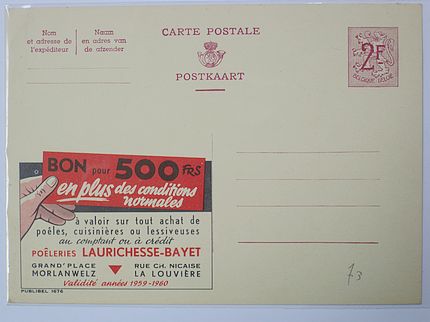 Nom et adresse de l'expéditeur
Naam en adres van de afzender
CARTE POSTALE
POSTKAART
2F
BELGIQUE BELGIË
BON pour 500 FRS
en plus des conditions
normales
à valoir sur tout achat de
poêles, cuisinières ou lessiveuses
au comptant ou à crédit
POÊLERIES LAURICHESSE-BAYET
GRAND'PLACE
MORLANWELZ
RUE CH. NICAISE
LA LOUVIÈRE
Validité années 1959-1960
PUBLIBEL 1676
73